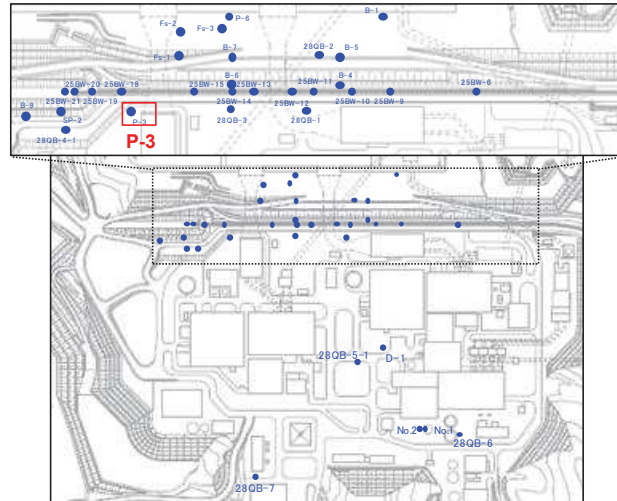 P-6
B-1
Fs-3
Fs-2
28QB-2
Fs-1
B-7
B-5
B-6
B-4
25BW-20
25BW-18
25BW-15
25BW-13
25BW-11
25BW-6
25BW-21
25BW-19
25BW-14
25BW-12
25BW-10
25BW-9
B-9
SP-2
P-3
28QB-3
28QB-1
28QB-4-1
P-3
28QB-5-1
D-1
No.2
No.1
28QB-6
28QB-7